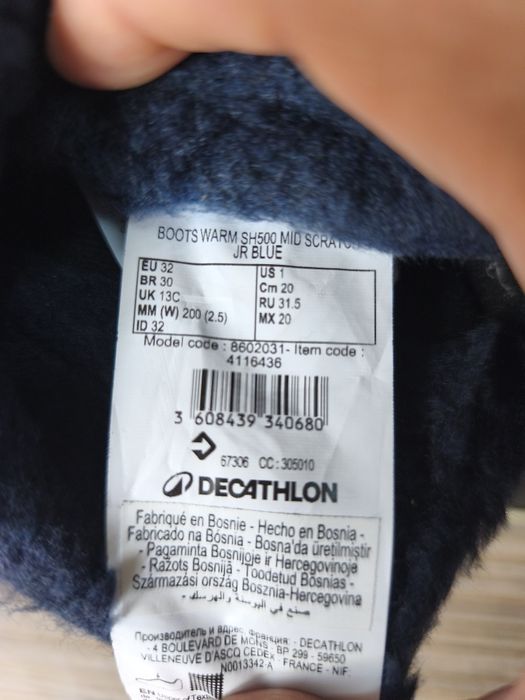 BOOTS WARM SH500 MID SCRATCH
JR BLUE
EU 32
BR 30
UK 13C
MM (W) 200 (2.5)
ID 32
US 1
Cm 20
RU 31.5
MX 20
Model code : 8602031- Item code :
4116436
3 608439 340680
67306 CC: 305010
DECATHLON
Fabriqué en Bosnie - Hecho en Bosnia -
Fabricado na Bósnia - Bosna'da üretilmiştir
- Pagaminta Bosnijoje ir Hercegovinoje
- Ražots Bosnijā - Toodetud Bosnias -
Származási ország Bosznia-Hercegovina
صنع في البوسنة والهرسك -
Производитель и адрес, Франция: - DECATHLON
- 4 BOULEVARD DE MONS - BP 299 - 59650
VILLENEUVE D'ASCQ CEDEX - FRANCE - NIF
N0013342 A
EN